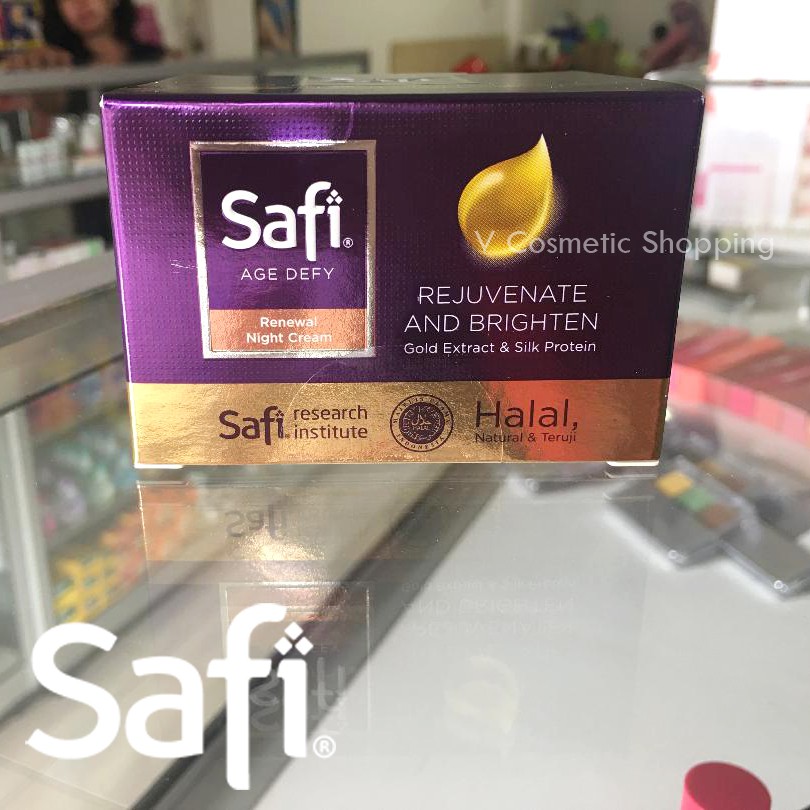 Safi®
AGE DEFY
Renewal
Night Cream
V Cosmetic Shopping
REJUVENATE
AND BRIGHTEN
Gold Extract & Silk Protein
Safi research
institute
HALAL
Halal,
Natural & Teruji
Safi®